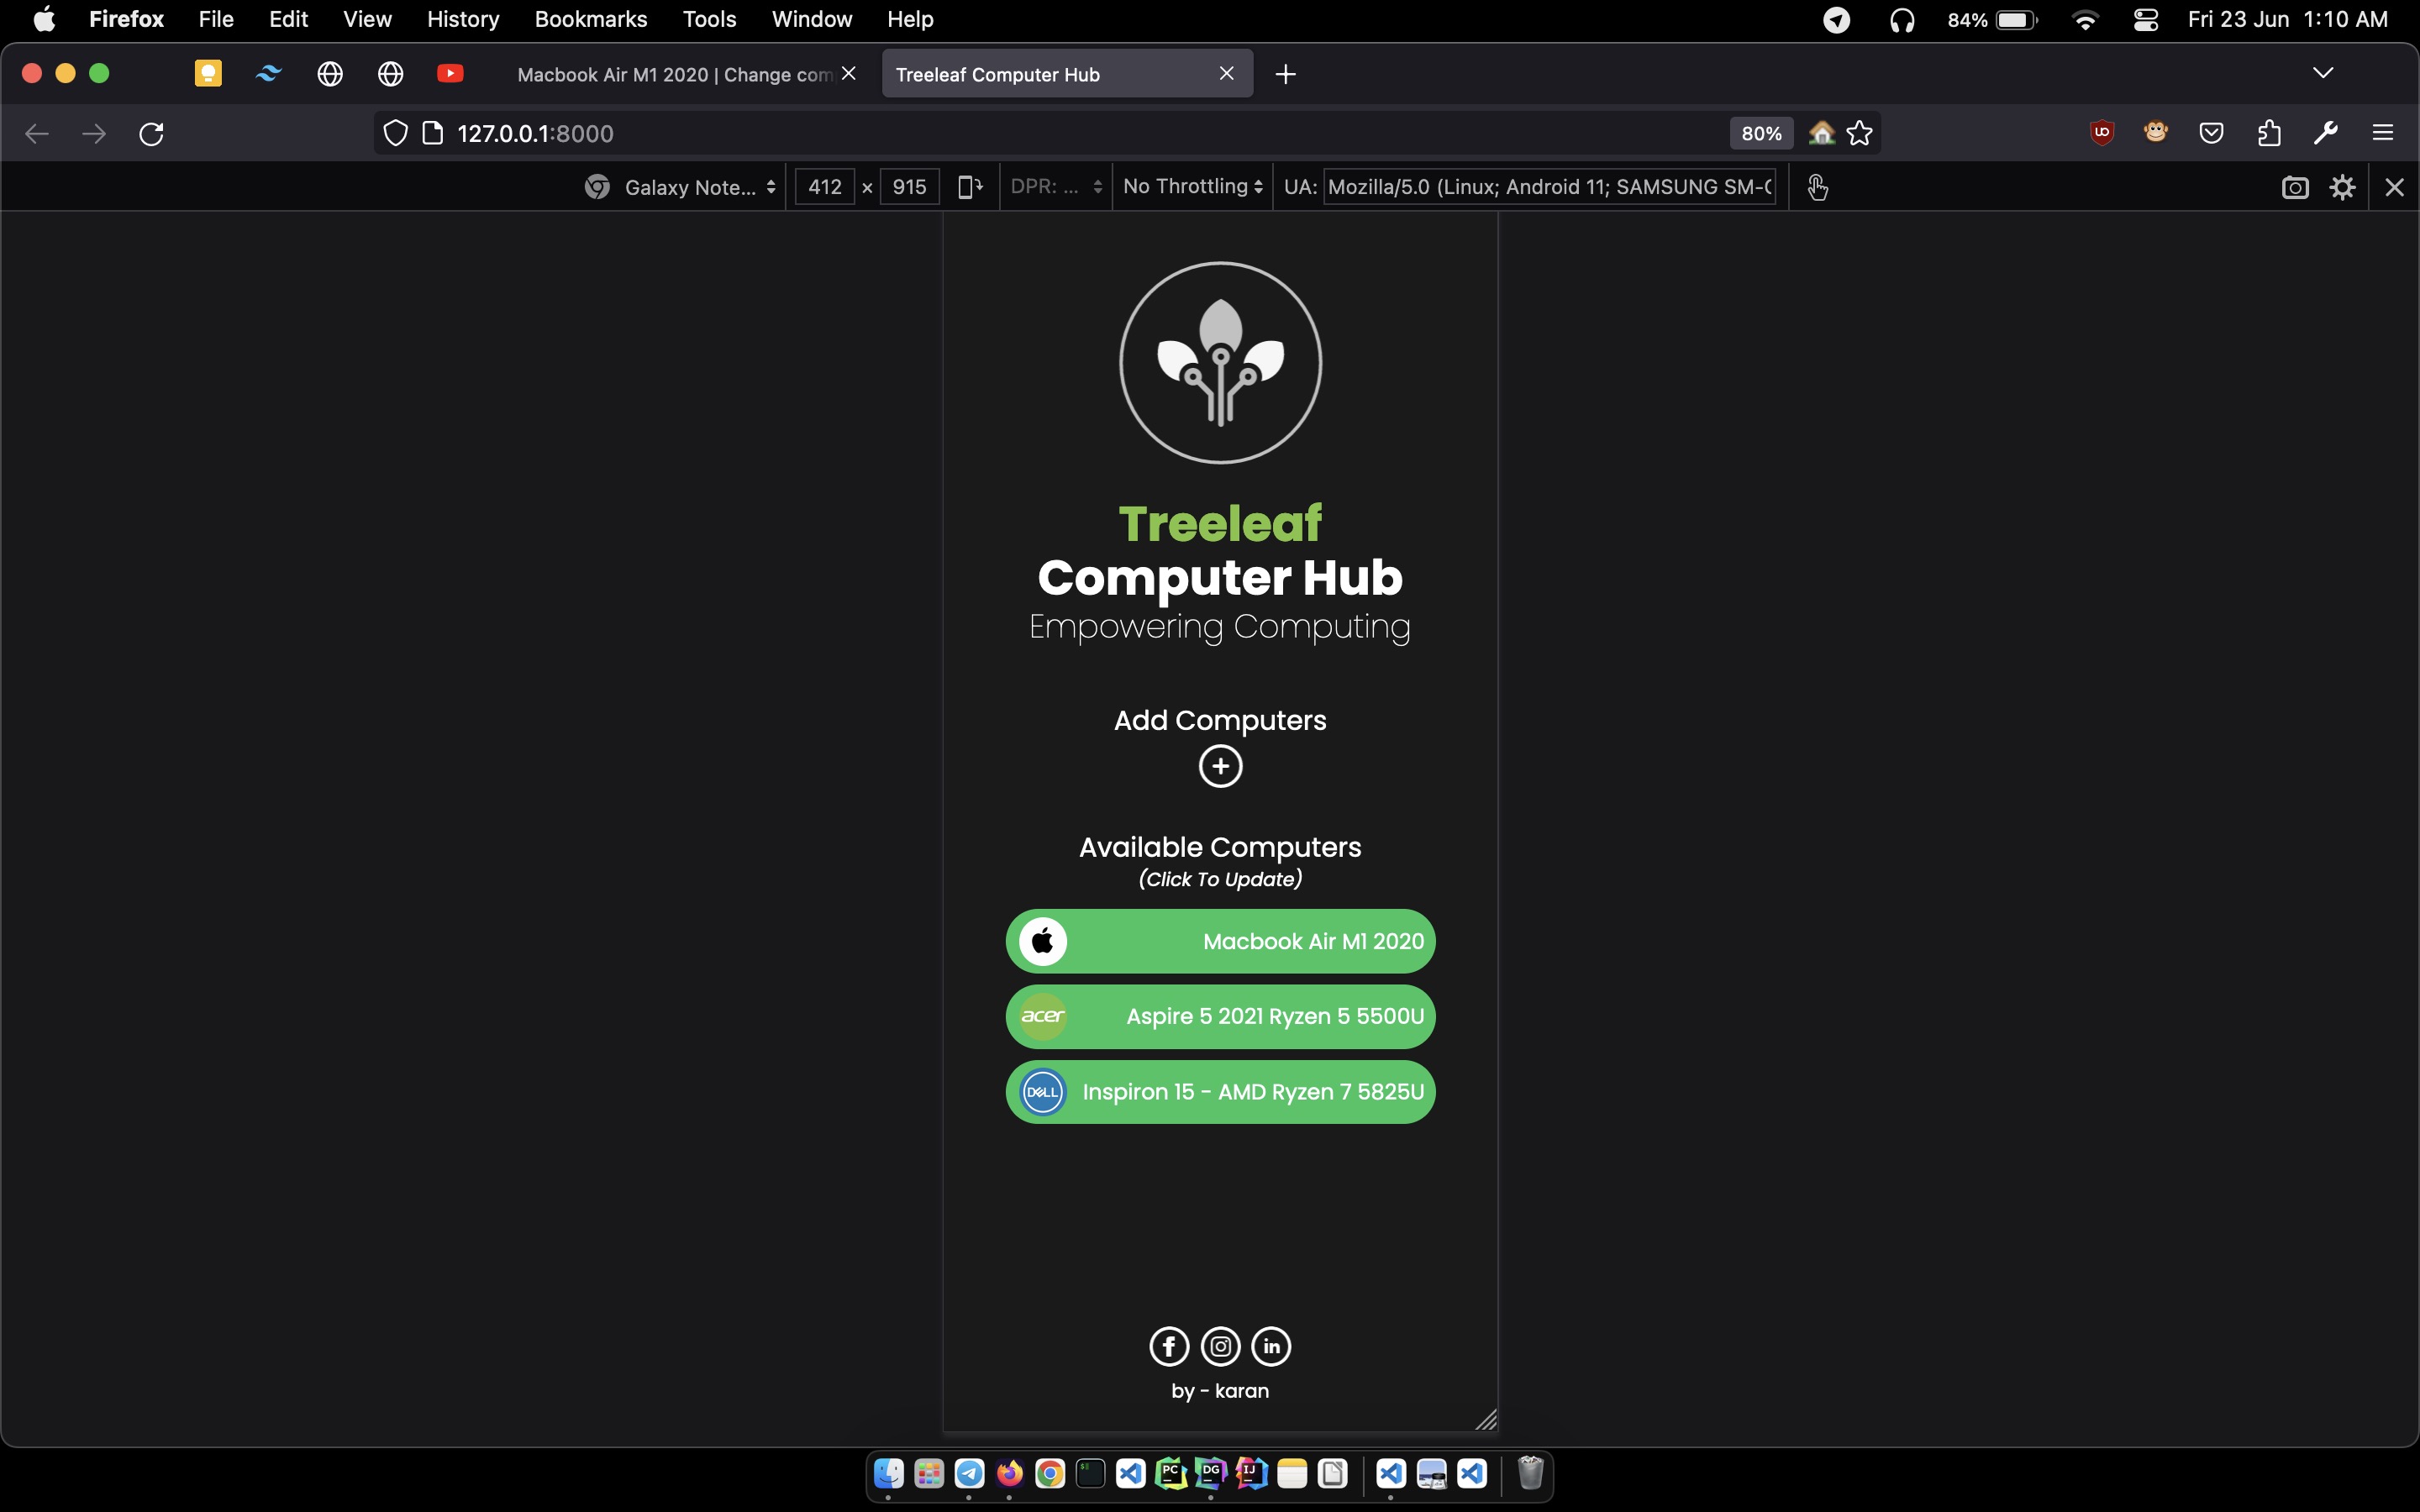 Firefox File Edit View History Bookmarks Tools Window Help 84% Fri 23 Jun 1:10 AM
Macbook Air M1 2020 | Change com
Treeleaf Computer Hub
127.0.0.1:8000
80%
Galaxy Note... 412 × 915 DPR: ... No Throttling UA: Mozilla/5.0 (Linux; Android 11; SAMSUNG SM-G
Treeleaf
Computer Hub
Empowering Computing
Add Computers
Available Computers
(Click To Update)
Macbook Air M1 2020
acer Aspire 5 2021 Ryzen 5 5500U
DELL Inspiron 15 - AMD Ryzen 7 5825U
f in
by - karan
$ PC DG IJ